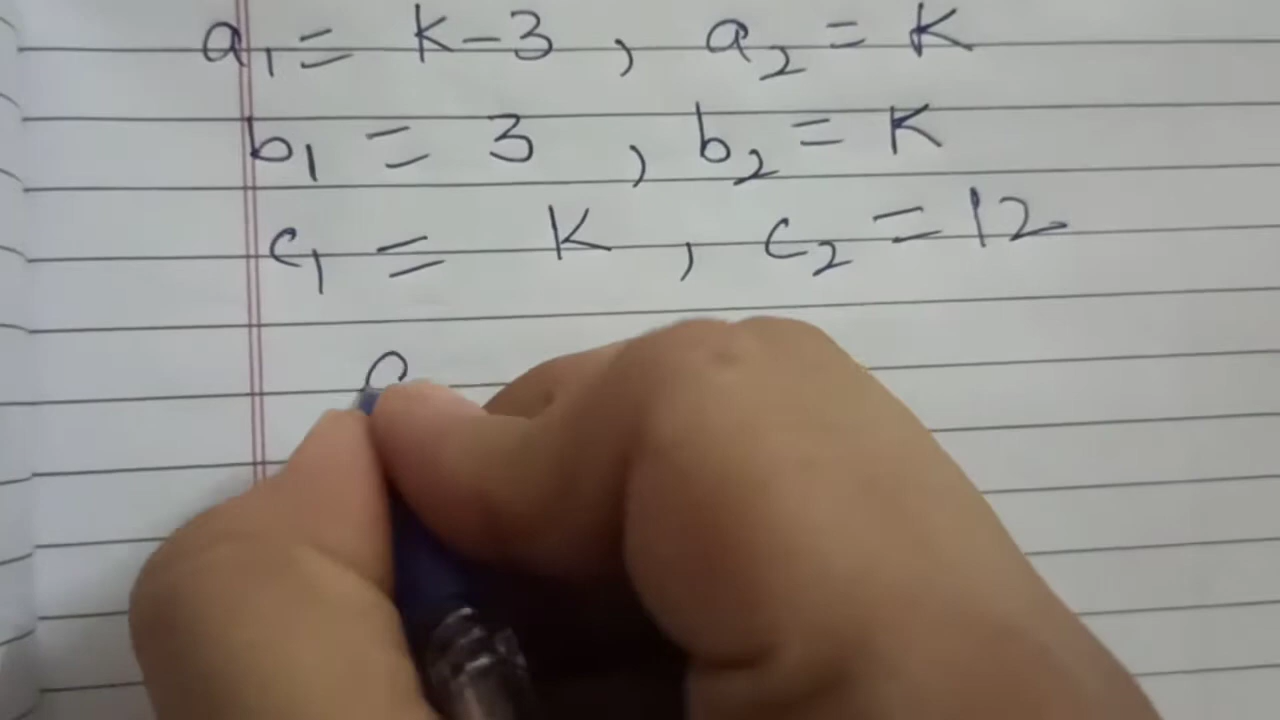 a₁ = K-3 , a₂ = K
b₁ = 3 , b₂ = K
c₁ = K , c₂ = 12